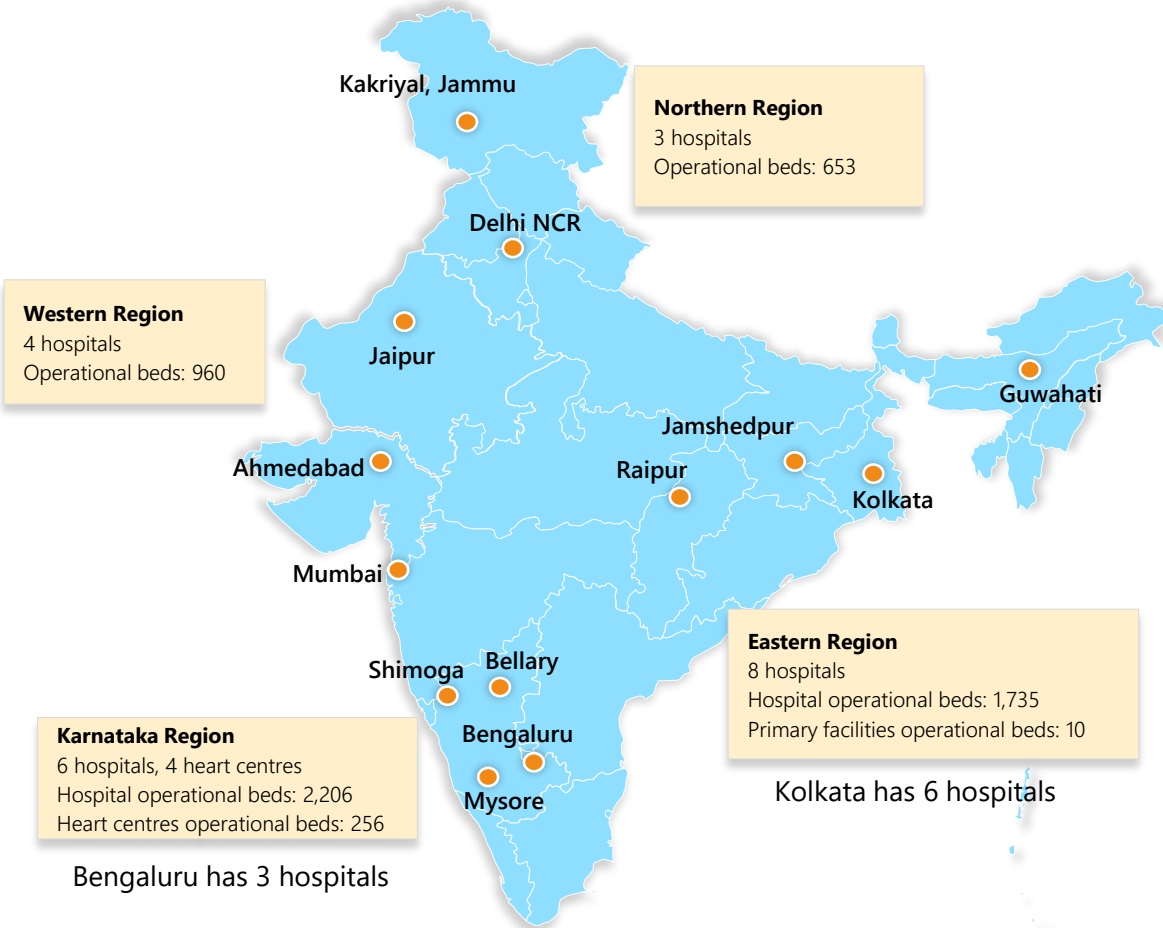 Kakriyal, Jammu
Northern Region
3 hospitals
Operational beds: 653
Delhi NCR
Western Region
4 hospitals
Operational beds: 960
Jaipur
Guwahati
Jamshedpur
Ahmedabad
Raipur
Kolkata
Mumbai
Eastern Region
8 hospitals
Hospital operational beds: 1,735
Primary facilities operational beds: 10
Shimoga
Bellary
Karnataka Region
6 hospitals, 4 heart centres
Hospital operational beds: 2,206
Heart centres operational beds: 256
Bengaluru
Mysore
Kolkata has 6 hospitals
Bengaluru has 3 hospitals